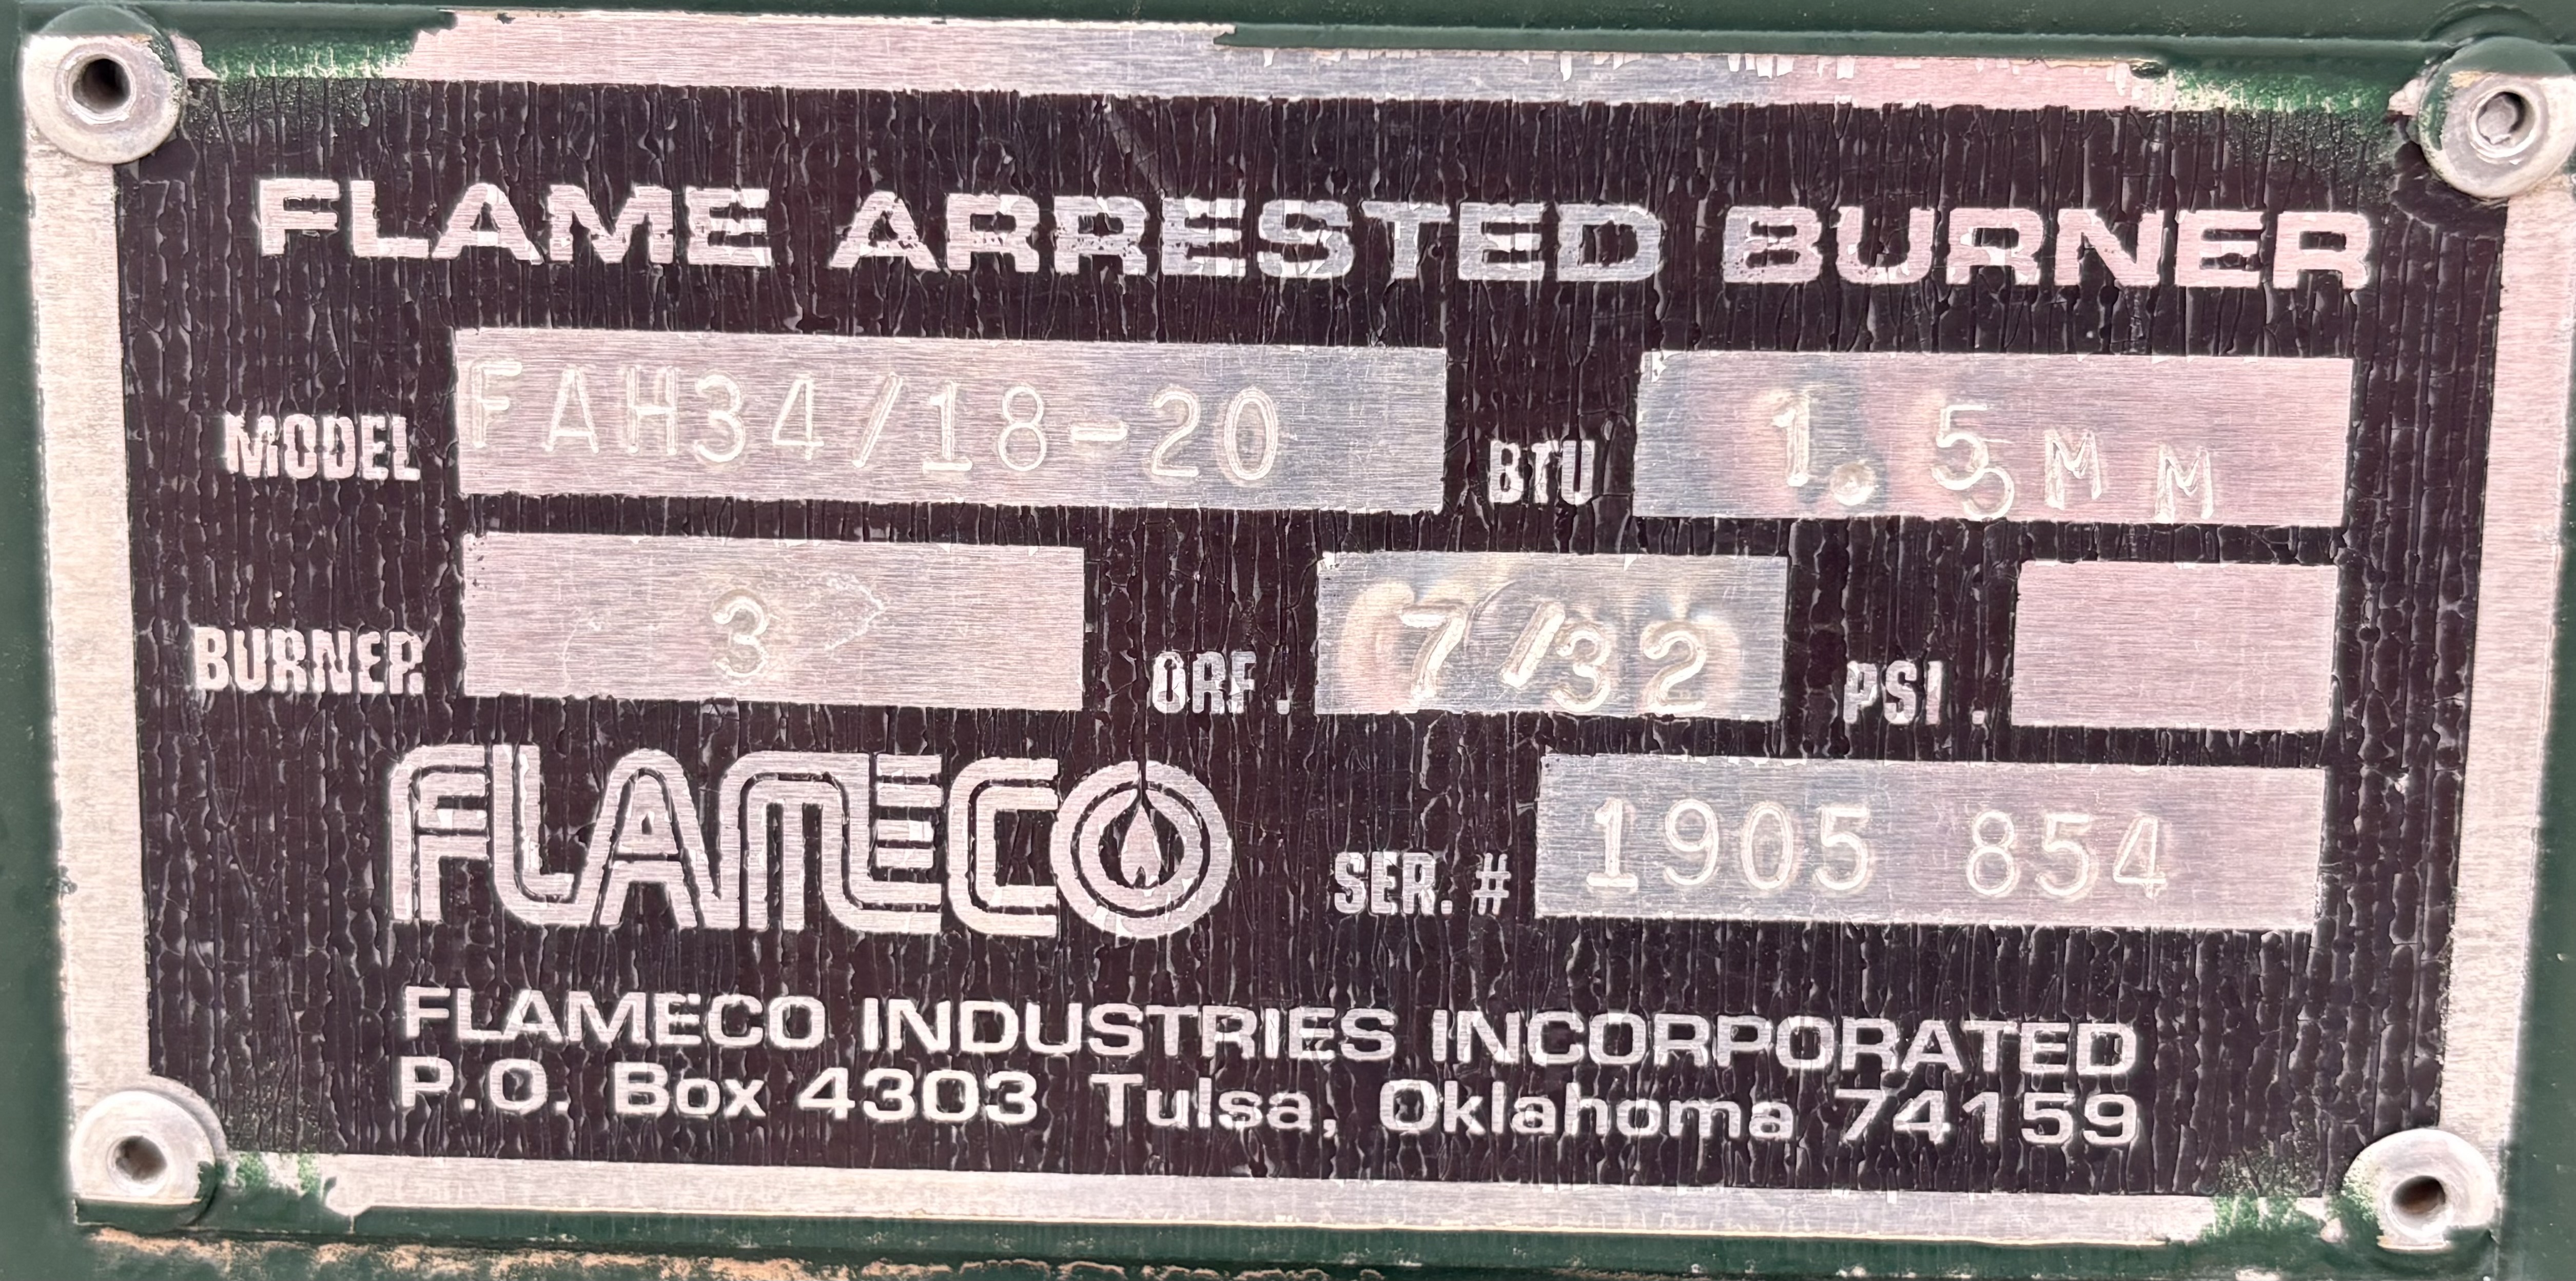 FLAME ARRESTED BURNER
MODEL FAH34/18-20 BTU 1.5MM
BURNER 3 ORF. 7/32 PSI.
FLAMECO SER. # 1905 854
FLAMECO INDUSTRIES INCORPORATED
P.O. Box 4303 Tulsa, Oklahoma 74159